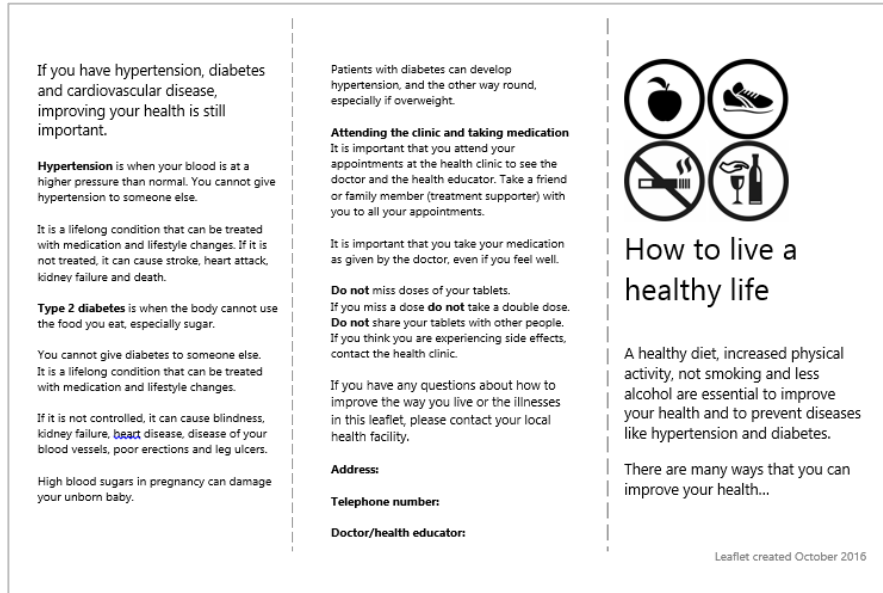 If you have hypertension, diabetes
and cardiovascular disease,
improving your health is still
important.
Hypertension is when your blood is at a
higher pressure than normal. You cannot give
hypertension to someone else.
It is a lifelong condition that can be treated
with medication and lifestyle changes. If it is
not treated, it can cause stroke, heart attack,
kidney failure and death.
Type 2 diabetes is when the body cannot use
the food you eat, especially sugar.
You cannot give diabetes to someone else.
It is a lifelong condition that can be treated
with medication and lifestyle changes.
If it is not controlled, it can cause blindness,
kidney failure, heart disease, disease of your
blood vessels, poor erections and leg ulcers.
High blood sugars in pregnancy can damage
your unborn baby.
Patients with diabetes can develop
hypertension, and the other way round,
especially if overweight.
Attending the clinic and taking medication
It is important that you attend your
appointments at the health clinic to see the
doctor and the health educator. Take a friend
or family member (treatment supporter) with
you to all your appointments.
It is important that you take your medication
as given by the doctor, even if you feel well.
Do not miss doses of your tablets.
If you miss a dose do not take a double dose.
Do not share your tablets with other people.
If you think you are experiencing side effects,
contact the health clinic.
If you have any questions about how to
improve the way you live or the illnesses
in this leaflet, please contact your local
health facility.
Address:
Telephone number:
Doctor/health educator:
How to live a
healthy life
A healthy diet, increased physical
activity, not smoking and less
alcohol are essential to improve
your health and to prevent diseases
like hypertension and diabetes.
There are many ways that you can
improve your health...
Leaflet created October 2016